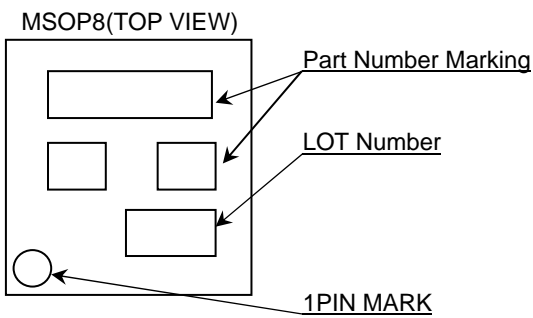 MSOP8(TOP VIEW)
Part Number Marking
LOT Number
1PIN MARK